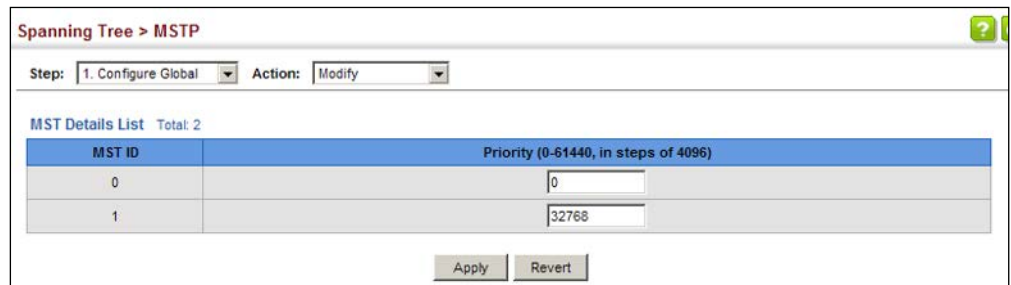 Spanning Tree > MSTP
?
Step: 1. Configure Global Action: Modify
MST Details List Total: 2
MST ID Priority (0-61440, in steps of 4096)
0 0
1 32768
Apply Revert